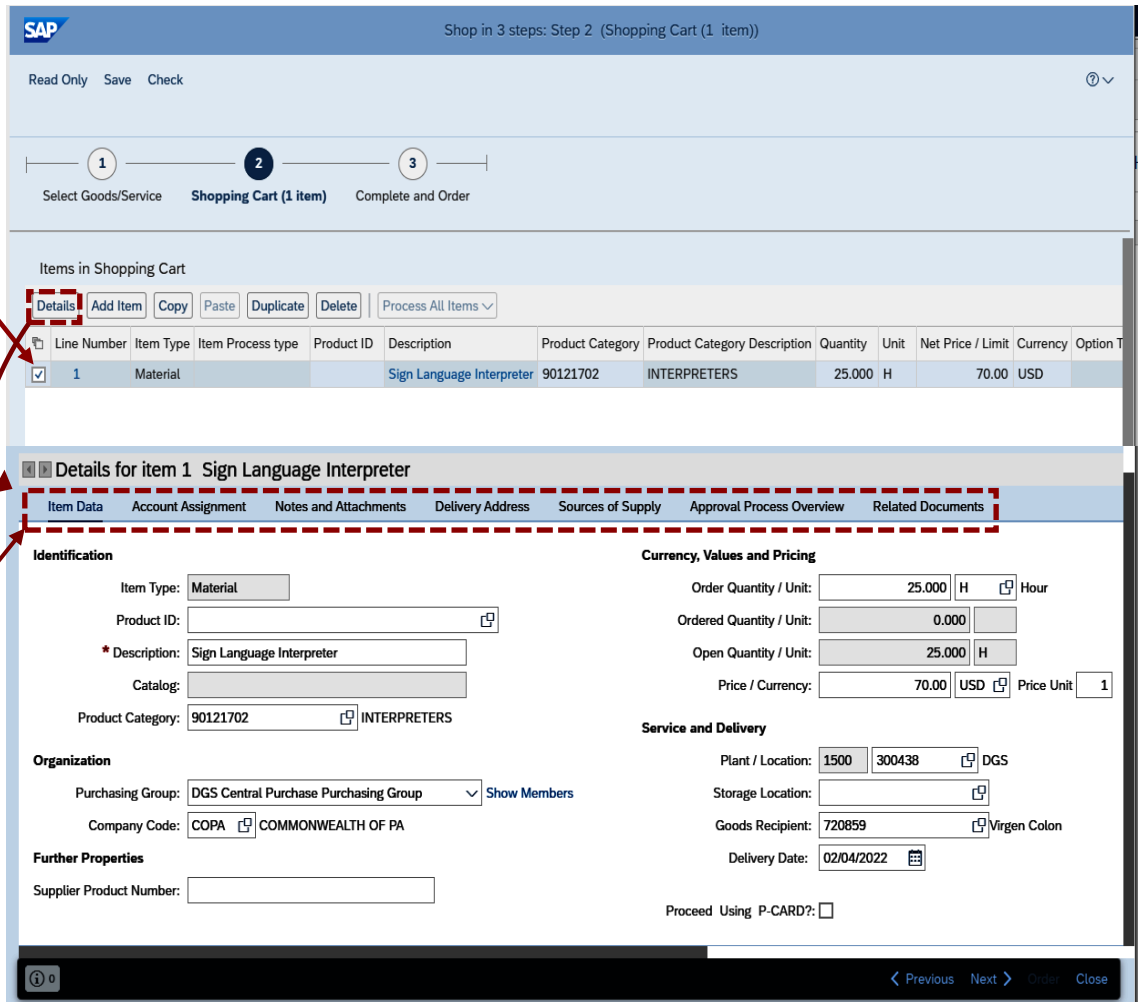 SAP
Shop in 3 steps: Step 2 (Shopping Cart (1 item))
Read Only Save Check
1 2 3
Select Goods/Service Shopping Cart (1 item) Complete and Order
Items in Shopping Cart
Details Add Item Copy Paste Duplicate Delete Process All Items
Line Number Item Type Item Process type Product ID Description Product Category Product Category Description Quantity Unit Net Price / Limit Currency Option T
1 Material Sign Language Interpreter 90121702 INTERPRETERS 25.000 H 70.00 USD
Details for item 1 Sign Language Interpreter
Item Data Account Assignment Notes and Attachments Delivery Address Sources of Supply Approval Process Overview Related Documents
Identification
Item Type: Material
Product ID:
* Description: Sign Language Interpreter
Catalog:
Product Category: 90121702 INTERPRETERS
Organization
Purchasing Group: DGS Central Purchase Purchasing Group Show Members
Company Code: COPA COMMONWEALTH OF PA
Further Properties
Supplier Product Number:
Currency, Values and Pricing
Order Quantity / Unit: 25.000 H Hour
Ordered Quantity / Unit: 0.000
Open Quantity / Unit: 25.000 H
Price / Currency: 70.00 USD Price Unit 1
Service and Delivery
Plant / Location: 1500 300438 DGS
Storage Location:
Goods Recipient: 720859 Virgen Colon
Delivery Date: 02/04/2022
Proceed Using P-CARD?:
0 Previous Next Order Close